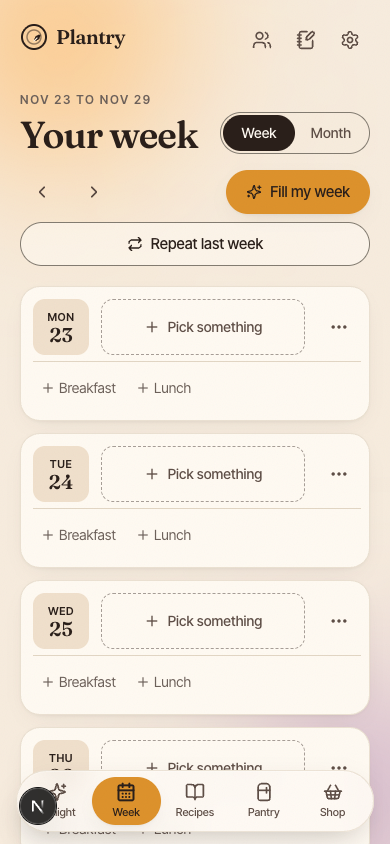 Plantry
NOV 23 TO NOV 29
Your week
Week
Month
Fill my week
Repeat last week
MON
23
Pick something
Breakfast
Lunch
TUE
24
Pick something
Breakfast
Lunch
WED
25
Pick something
Breakfast
Lunch
THU
Pick something
Breakfast
Lunch
N
Week
Recipes
Pantry
Shop